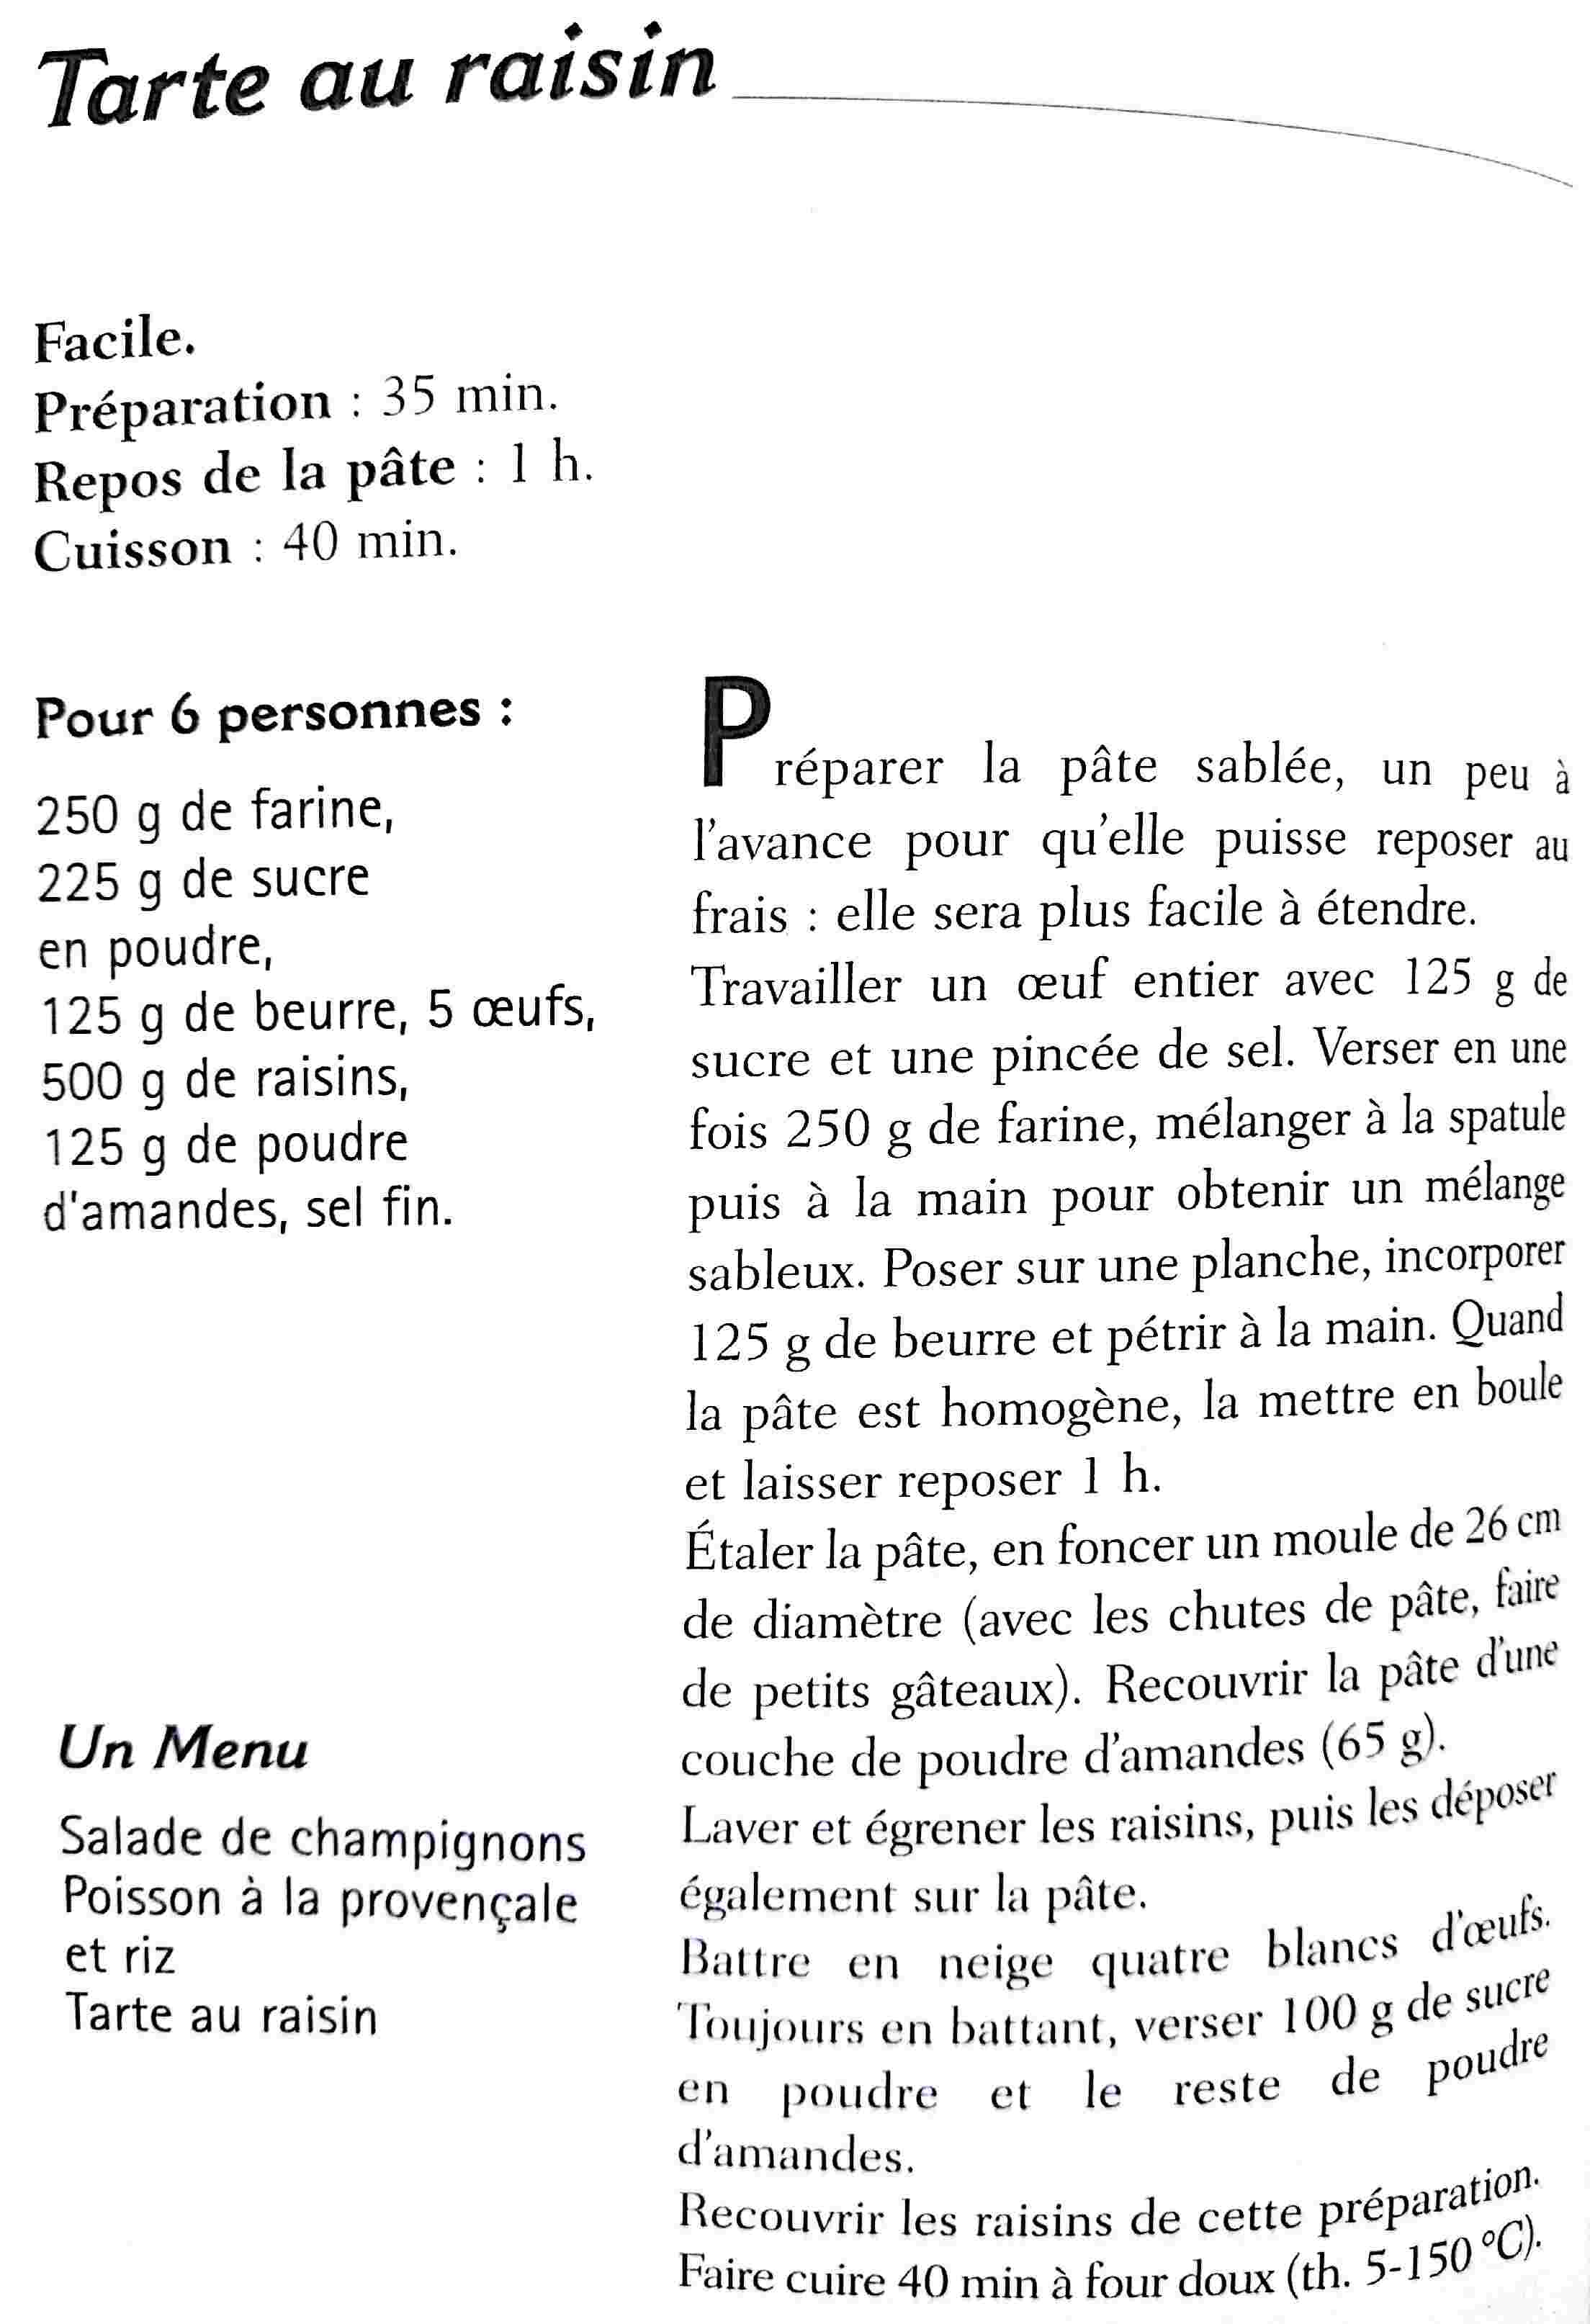 Tarte au raisin
Facile.
Préparation : 35 min.
Repos de la pâte : 1 h.
Cuisson : 40 min.
Pour 6 personnes :
250 g de farine,
225 g de sucre
en poudre,
125 g de beurre, 5 œufs,
500 g de raisins,
125 g de poudre
d'amandes, sel fin.
Un Menu
Salade de champignons
Poisson à la provençale
et riz
Tarte au raisin
Préparer la pâte sablée, un peu à
l'avance pour qu'elle puisse reposer au
frais : elle sera plus facile à étendre.
Travailler un œuf entier avec 125 g de
sucre et une pincée de sel. Verser en une
fois 250 g de farine, mélanger à la spatule
puis à la main pour obtenir un mélange
sableux. Poser sur une planche, incorporer
125 g de beurre et pétrir à la main. Quand
la pâte est homogène, la mettre en boule
et laisser reposer 1 h.
Étaler la pâte, en foncer un moule de 26 cm
de diamètre (avec les chutes de pâte, faire
de petits gâteaux). Recouvrir la pâte d'une
couche de poudre d'amandes (65 g).
Laver et égrener les raisins, puis les déposer
également sur la pâte.
Battre en neige quatre blancs d'œufs.
Toujours en battant, verser 100 g de sucre
en poudre et le reste de poudre
d'amandes.
Recouvrir les raisins de cette préparation.
Faire cuire 40 min à four doux (th. 5-150 °C).